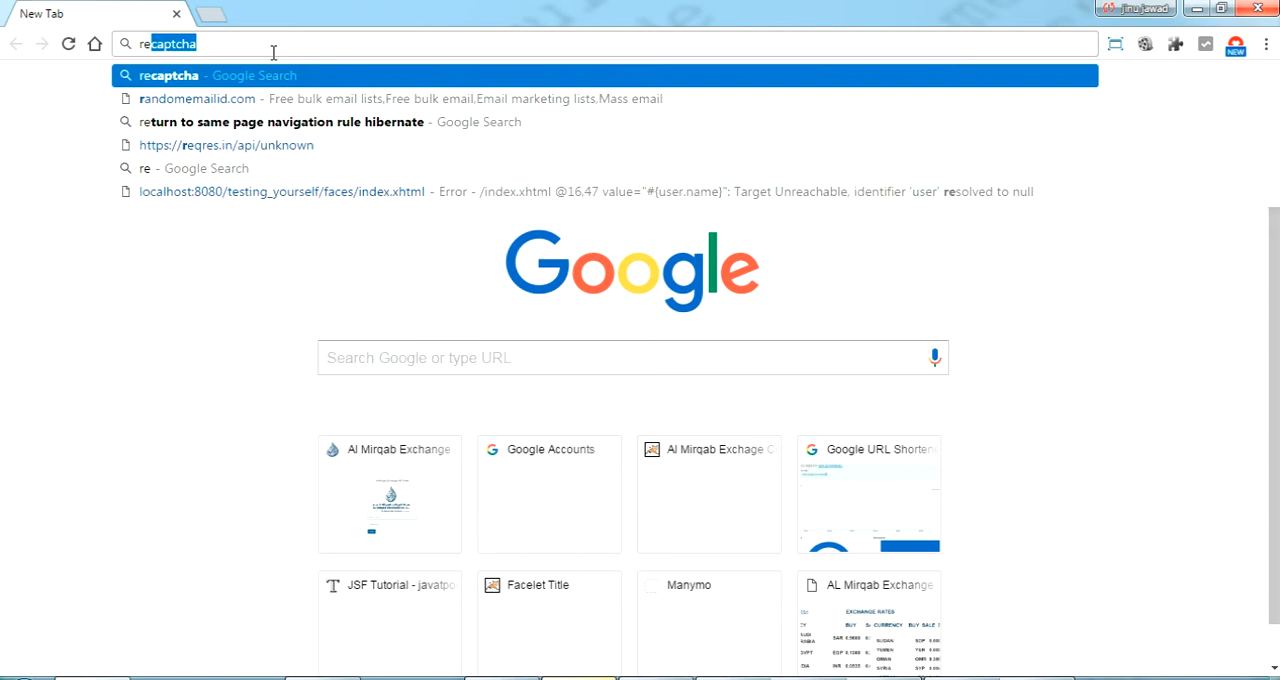 New Tab
jinu jawad
recaptcha
NEW
recaptcha - Google Search
randomemailid.com - Free bulk email lists,Free bulk email,Email marketing lists,Mass email
return to same page navigation rule hibernate - Google Search
https://reqres.in/api/unknown
re - Google Search
localhost:8080/testing_yourself/faces/index.xhtml - Error - /index.xhtml @16,47 value="#{user.name}": Target Unreachable, identifier 'user' resolved to null
Google
Search Google or type URL
Al Mirqab Exchange
Google Accounts
Al Mirqab Exchage C
Google URL Shorten
JSF Tutorial - javatpo
Facelet Title
Manymo
AL Mirqab Exchange
EXCHANGE RATES
BUY
CURRENCY
BUY SALE
SAR
SUDAN
SDP
YEMEN
YER
EGP
OMAN
OMR
INR
SYRIA
SYP